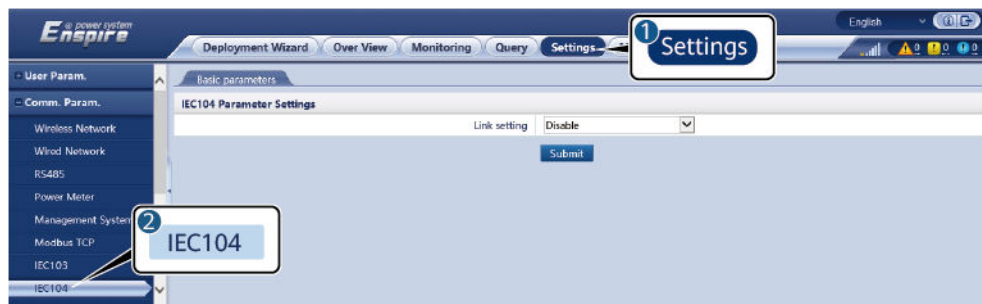 e power system
Enspire
English
Deployment Wizard Over View Monitoring Query Settings
1 Settings
User Param.
Comm. Param.
Wireless Network
Wired Network
RS485
Power Meter
Management System
Modbus TCP
IEC103
IEC104
Basic parameters
IEC104 Parameter Settings
Link setting Disable
Submit
2 IEC104